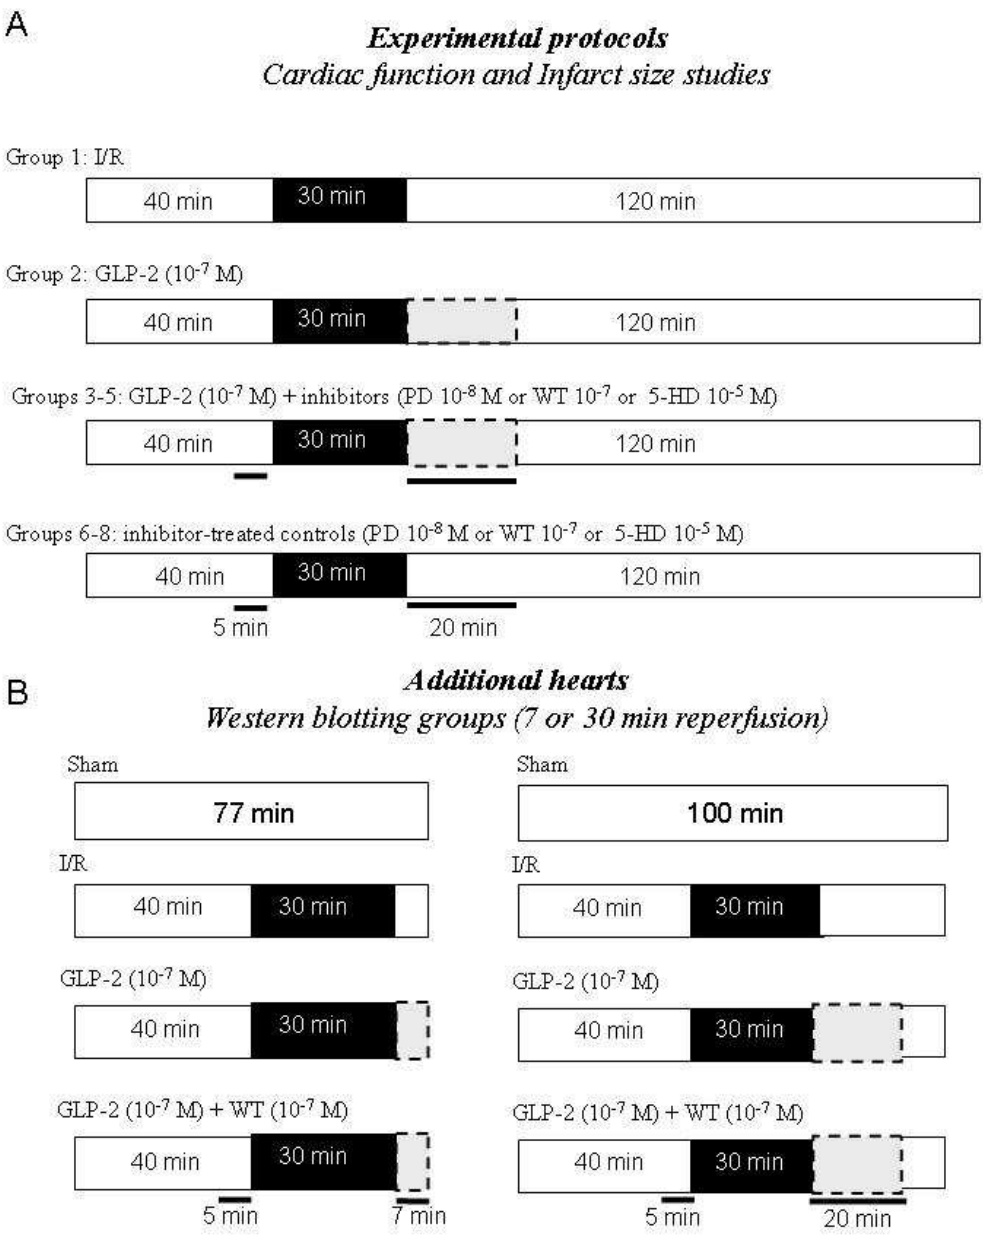 A
Experimental protocols
Cardiac function and Infarct size studies
Group 1: I/R
40 min 30 min 120 min
Group 2: GLP-2 (10⁻⁷ M)
40 min 30 min 120 min
Groups 3-5: GLP-2 (10⁻⁷ M) + inhibitors (PD 10⁻⁸ M or WT 10⁻⁷ or 5-HD 10⁻⁵ M)
40 min 30 min 120 min
Groups 6-8: inhibitor-treated controls (PD 10⁻⁸ M or WT 10⁻⁷ or 5-HD 10⁻⁵ M)
40 min 30 min 120 min
5 min 20 min
B
Additional hearts
Western blotting groups (7 or 30 min reperfusion)
Sham Sham
77 min 100 min
I/R I/R
40 min 30 min 40 min 30 min
GLP-2 (10⁻⁷ M) GLP-2 (10⁻⁷ M)
40 min 30 min 40 min 30 min
GLP-2 (10⁻⁷ M) + WT (10⁻⁷ M) GLP-2 (10⁻⁷ M) + WT (10⁻⁷ M)
40 min 30 min 40 min 30 min
5 min 7 min 5 min 20 min